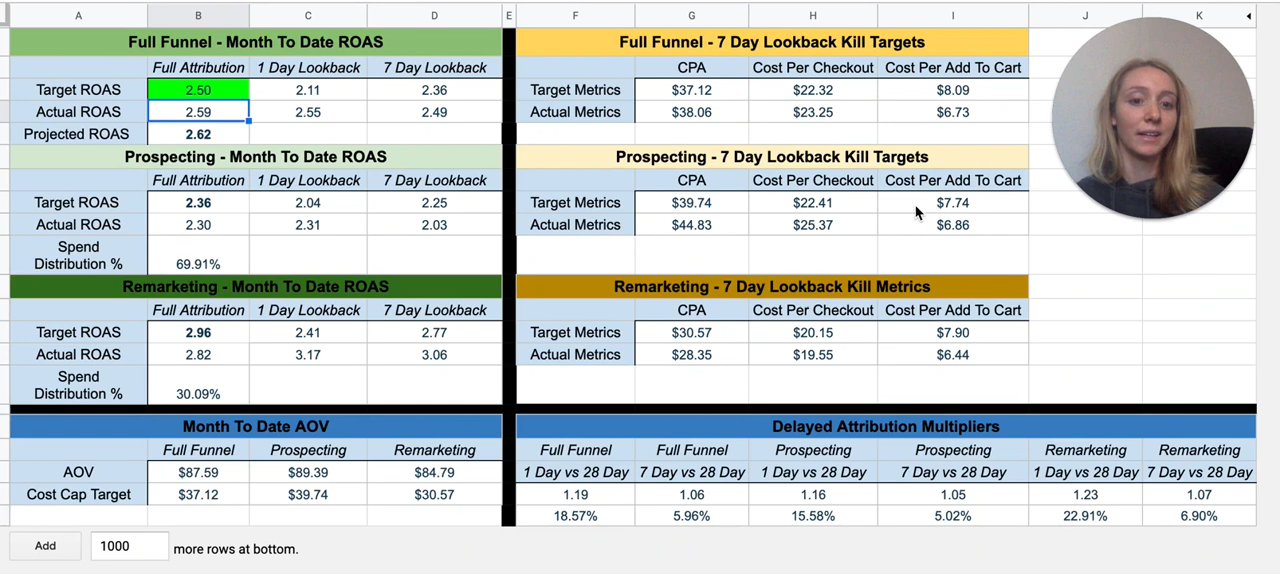 A B C D E F G H I J K
Full Funnel - Month To Date ROAS
Full Attribution 1 Day Lookback 7 Day Lookback
Target ROAS 2.50 2.11 2.36
Actual ROAS 2.59 2.55 2.49
Projected ROAS 2.62
Prospecting - Month To Date ROAS
Full Attribution 1 Day Lookback 7 Day Lookback
Target ROAS 2.36 2.04 2.25
Actual ROAS 2.30 2.31 2.03
Spend
Distribution % 69.91%
Remarketing - Month To Date ROAS
Full Attribution 1 Day Lookback 7 Day Lookback
Target ROAS 2.96 2.41 2.77
Actual ROAS 2.82 3.17 3.06
Spend
Distribution % 30.09%
Month To Date AOV
Full Funnel Prospecting Remarketing
AOV $87.59 $89.39 $84.79
Cost Cap Target $37.12 $39.74 $30.57
Full Funnel - 7 Day Lookback Kill Targets
CPA Cost Per Checkout Cost Per Add To Cart
Target Metrics $37.12 $22.32 $8.09
Actual Metrics $38.06 $23.25 $6.73
Prospecting - 7 Day Lookback Kill Targets
CPA Cost Per Checkout Cost Per Add To Cart
Target Metrics $39.74 $22.41 $7.74
Actual Metrics $44.83 $25.37 $6.86
Remarketing - 7 Day Lookback Kill Metrics
CPA Cost Per Checkout Cost Per Add To Cart
Target Metrics $30.57 $20.15 $7.90
Actual Metrics $28.35 $19.55 $6.44
Delayed Attribution Multipliers
Full Funnel Full Funnel Prospecting Prospecting Remarketing Remarketing
1 Day vs 28 Day 7 Day vs 28 Day 1 Day vs 28 Day 7 Day vs 28 Day 1 Day vs 28 Day 7 Day vs 28 Day
1.19 1.06 1.16 1.05 1.23 1.07
18.57% 5.96% 15.58% 5.02% 22.91% 6.90%
Add 1000 more rows at bottom.